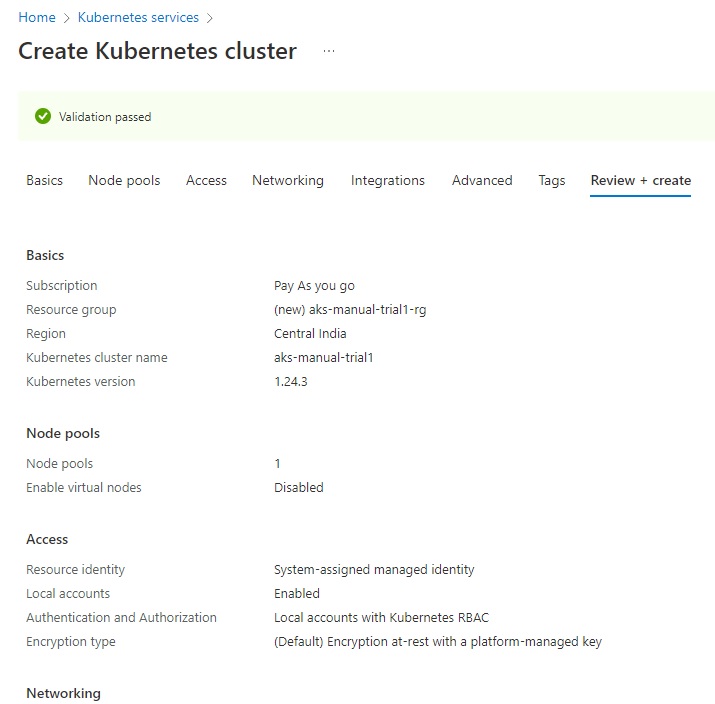 Home > Kubernetes services >
Create Kubernetes cluster ...
Validation passed
Basics Node pools Access Networking Integrations Advanced Tags Review + create
Basics
Subscription Pay As you go
Resource group (new) aks-manual-trial1-rg
Region Central India
Kubernetes cluster name aks-manual-trial1
Kubernetes version 1.24.3
Node pools
Node pools 1
Enable virtual nodes Disabled
Access
Resource identity System-assigned managed identity
Local accounts Enabled
Authentication and Authorization Local accounts with Kubernetes RBAC
Encryption type (Default) Encryption at-rest with a platform-managed key
Networking